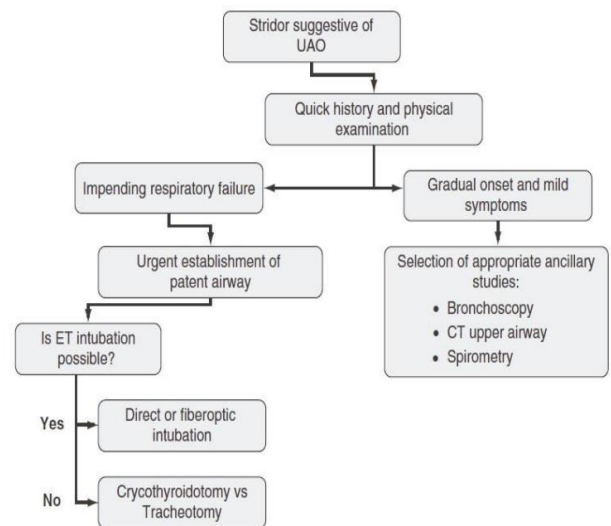 Stridor suggestive of
UAO
Quick history and physical
examination
Impending respiratory failure
Gradual onset and mild
symptoms
Urgent establishment of
patent airway
Selection of appropriate ancillary
studies:
• Bronchoscopy
• CT upper airway
• Spirometry
Is ET intubation
possible?
Yes
Direct or fiberoptic
intubation
No
Crycothyroidotomy vs
Tracheotomy